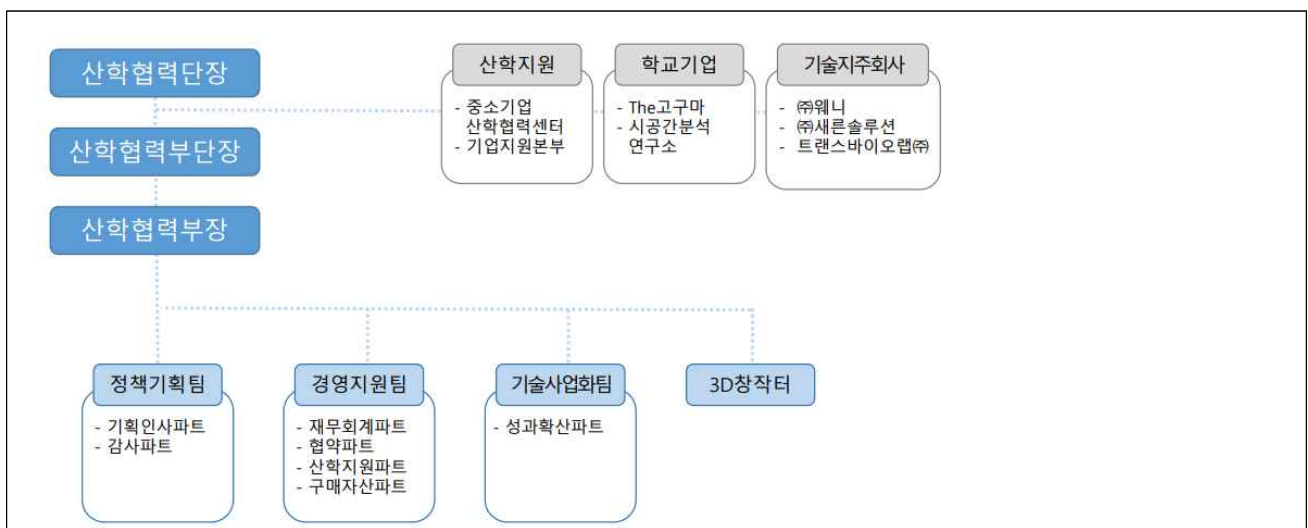 산학협력단장
산학협력부단장
산학협력부장
산학지원
- 중소기업
산학협력센터
- 기업지원본부
학교기업
- The고구마
- 시공간분석
연구소
기술지주회사
- ㈜웨니
- ㈜새른솔루션
- 트랜스바이오랩㈜
정책기획팀
- 기획인사파트
- 감사파트
경영지원팀
- 재무회계파트
- 협약파트
- 산학지원파트
- 구매자산파트
기술사업화팀
- 성과확산파트
3D창작터